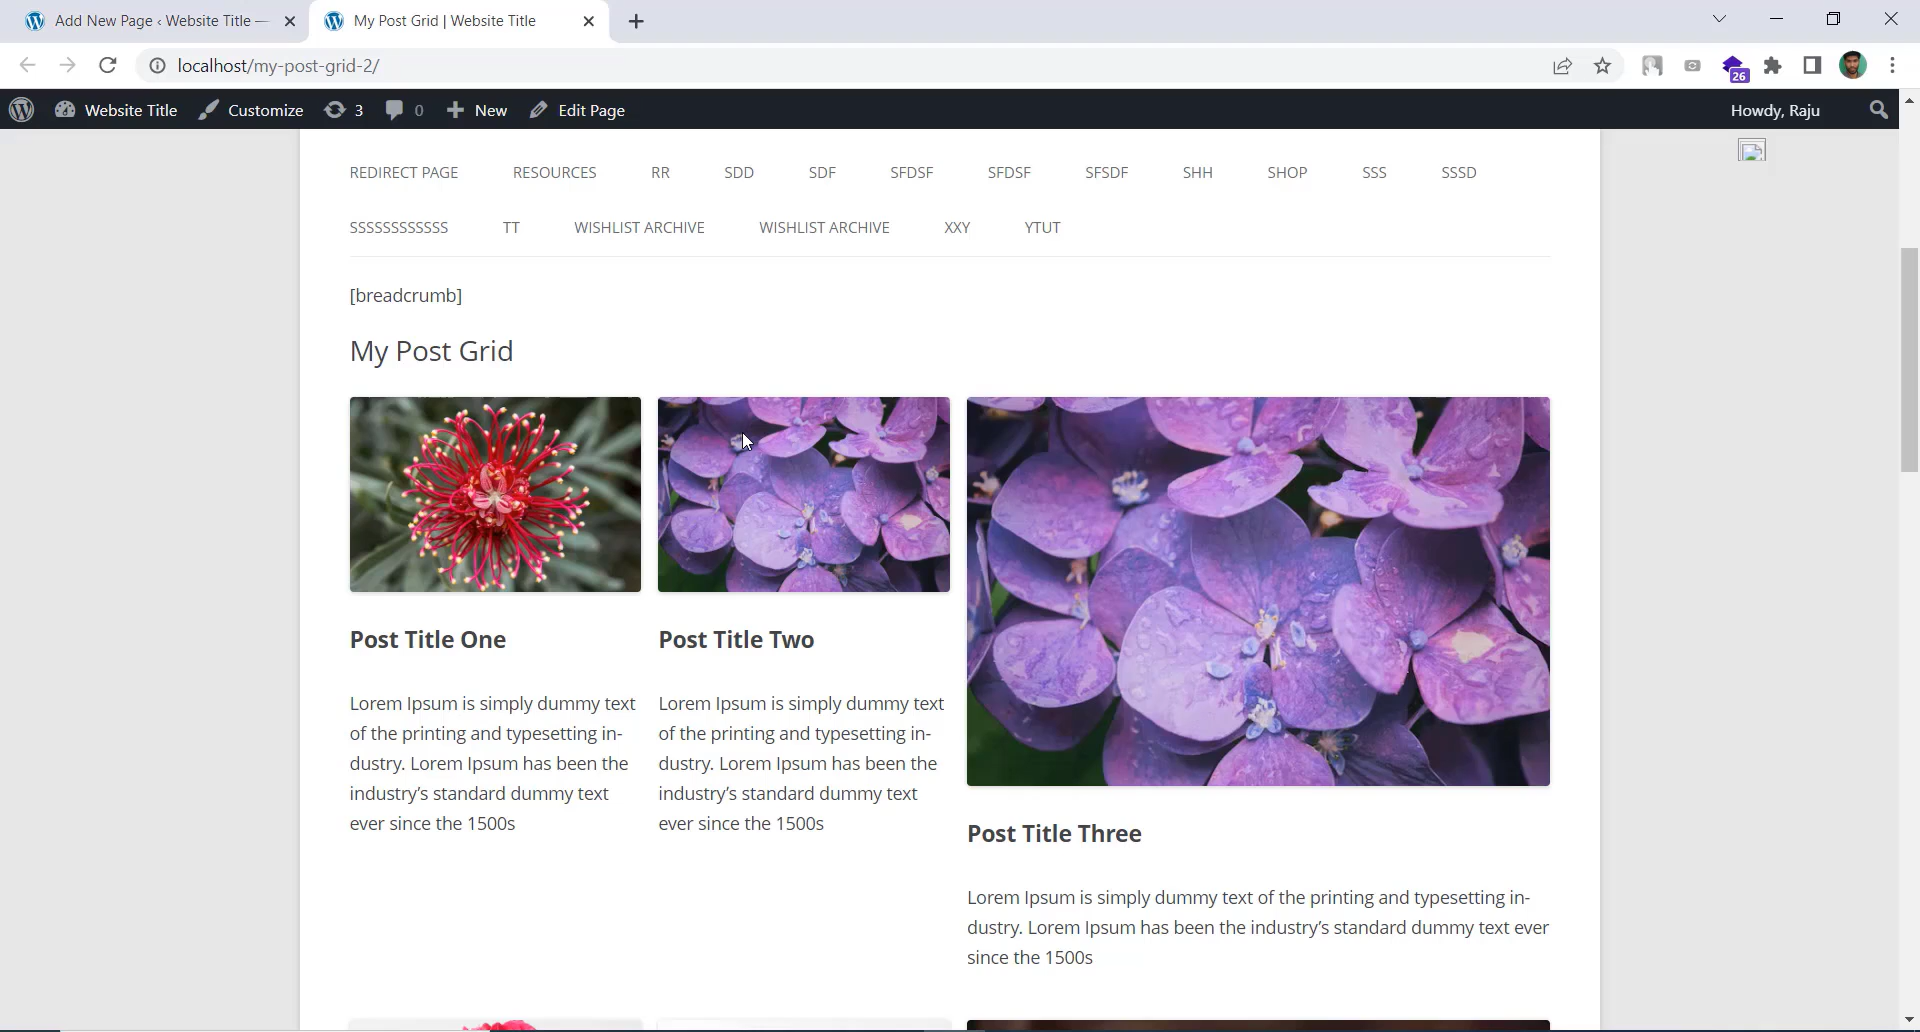 Add New Page ‹ Website Title —
My Post Grid | Website Title
localhost/my-post-grid-2/
26
Website Title
Customize
3
0
New
Edit Page
Howdy, Raju
REDIRECT PAGE
RESOURCES
RR
SDD
SDF
SFDSF
SFDSF
SFSDF
SHH
SHOP
SSS
SSSD
SSSSSSSSSSSS
TT
WISHLIST ARCHIVE
WISHLIST ARCHIVE
XXY
YTUT
[breadcrumb]
My Post Grid
Post Title One
Lorem Ipsum is simply dummy text
of the printing and typesetting in-
dustry. Lorem Ipsum has been the
industry’s standard dummy text
ever since the 1500s
Post Title Two
Lorem Ipsum is simply dummy text
of the printing and typesetting in-
dustry. Lorem Ipsum has been the
industry’s standard dummy text
ever since the 1500s
Post Title Three
Lorem Ipsum is simply dummy text of the printing and typesetting in-
dustry. Lorem Ipsum has been the industry’s standard dummy text ever
since the 1500s